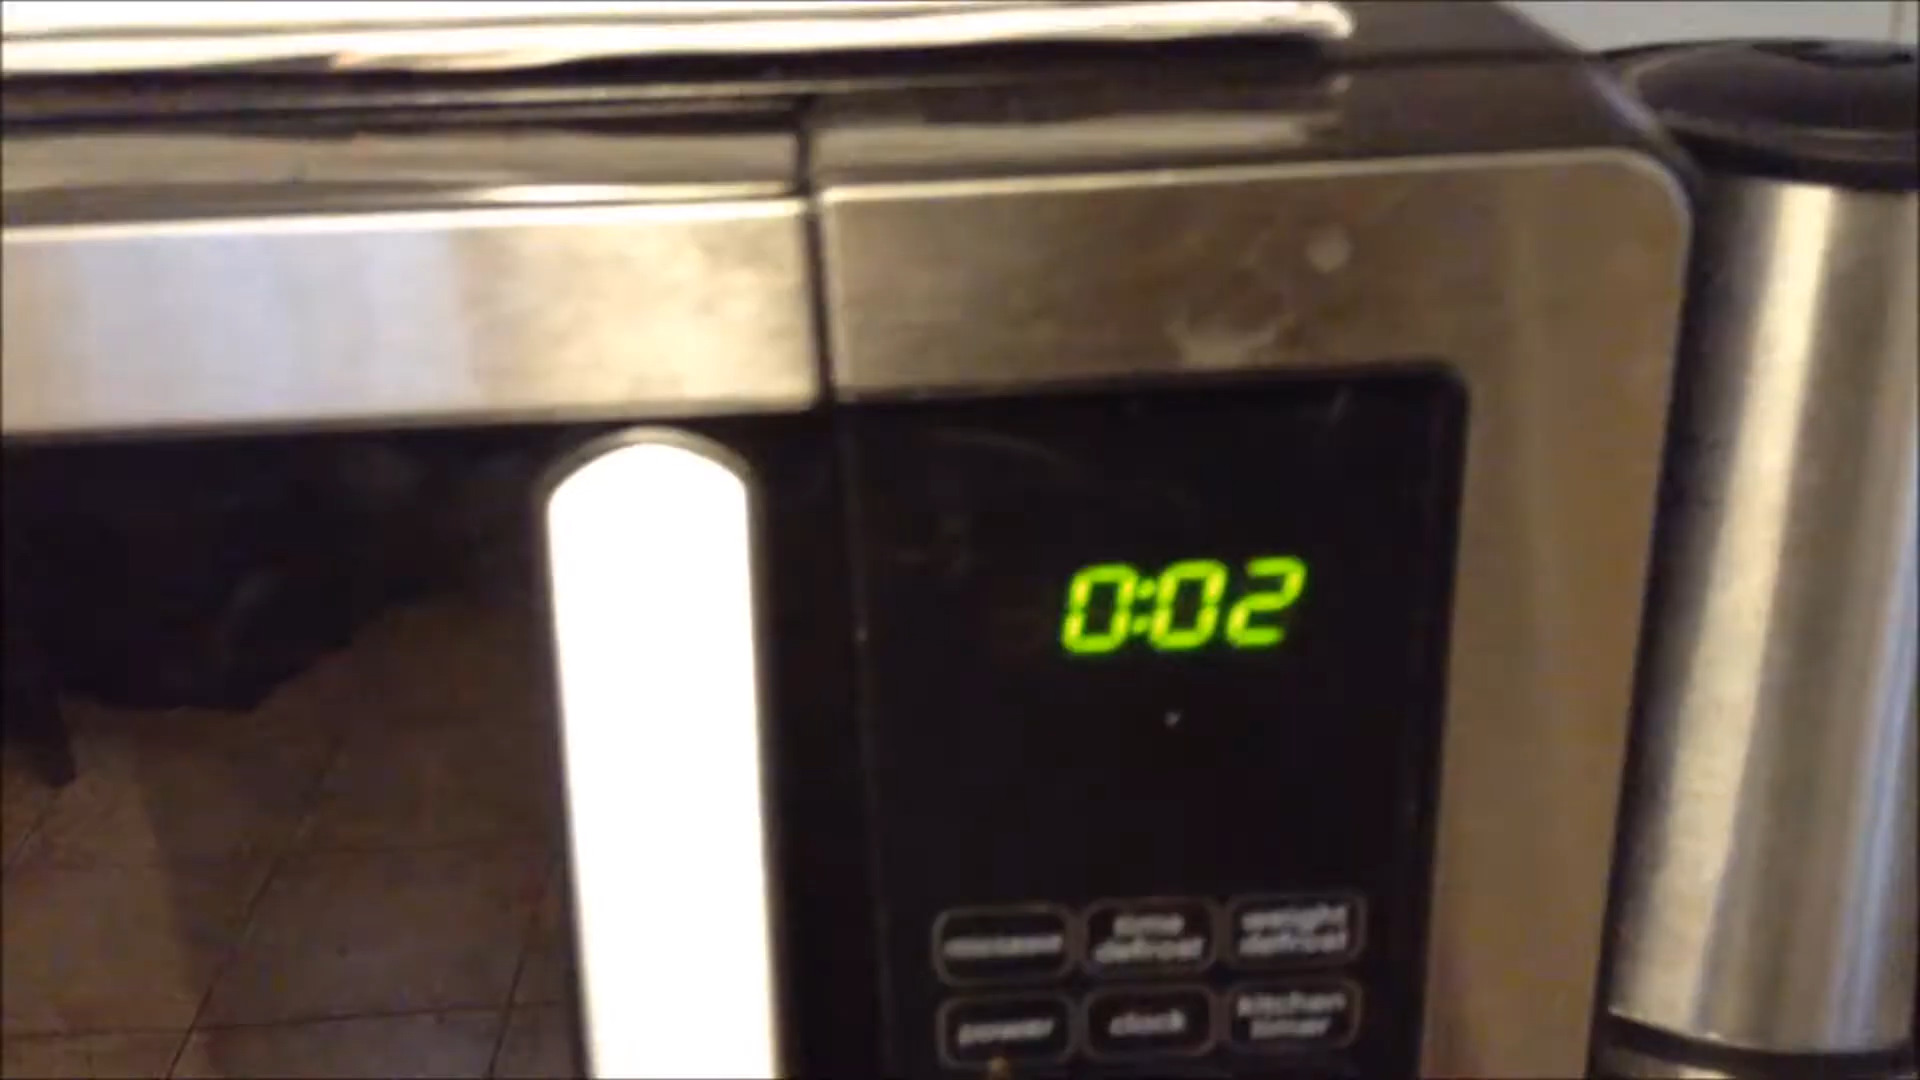 0:02
time
defrost
weight
defrost
power
clock
kitchen
timer